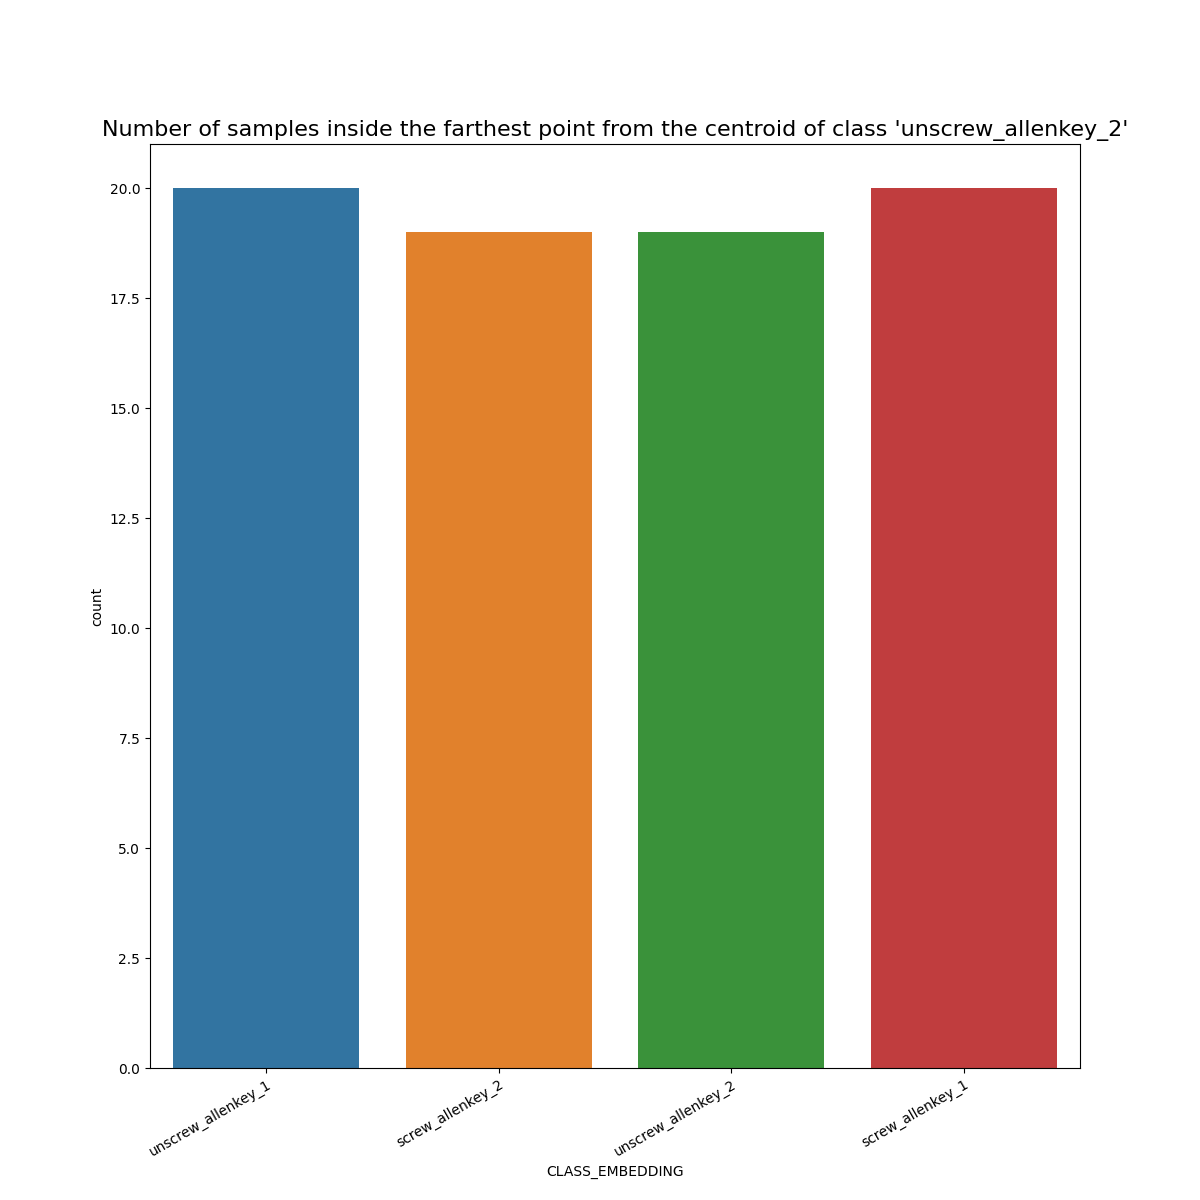 Number of samples inside the farthest point from the centroid of class 'unscrew_allenkey_2'
20.0
17.5
15.0
12.5
10.0
7.5
5.0
2.5
0.0
count
unscrew_allenkey_1
screw_allenkey_2
unscrew_allenkey_2
screw_allenkey_1
CLASS_EMBEDDING